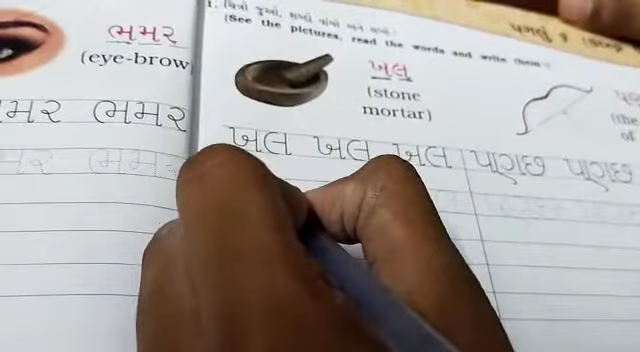 ભમર
(eye-brow)
ભમર
1. ચિત્રો જુઓ, શબ્દો વાંચો અને લખો :
(See the pictures, read the words and write them :
ખલ
(stone
mortar)
ખલ ખલ ખલ
પણછ પણછ